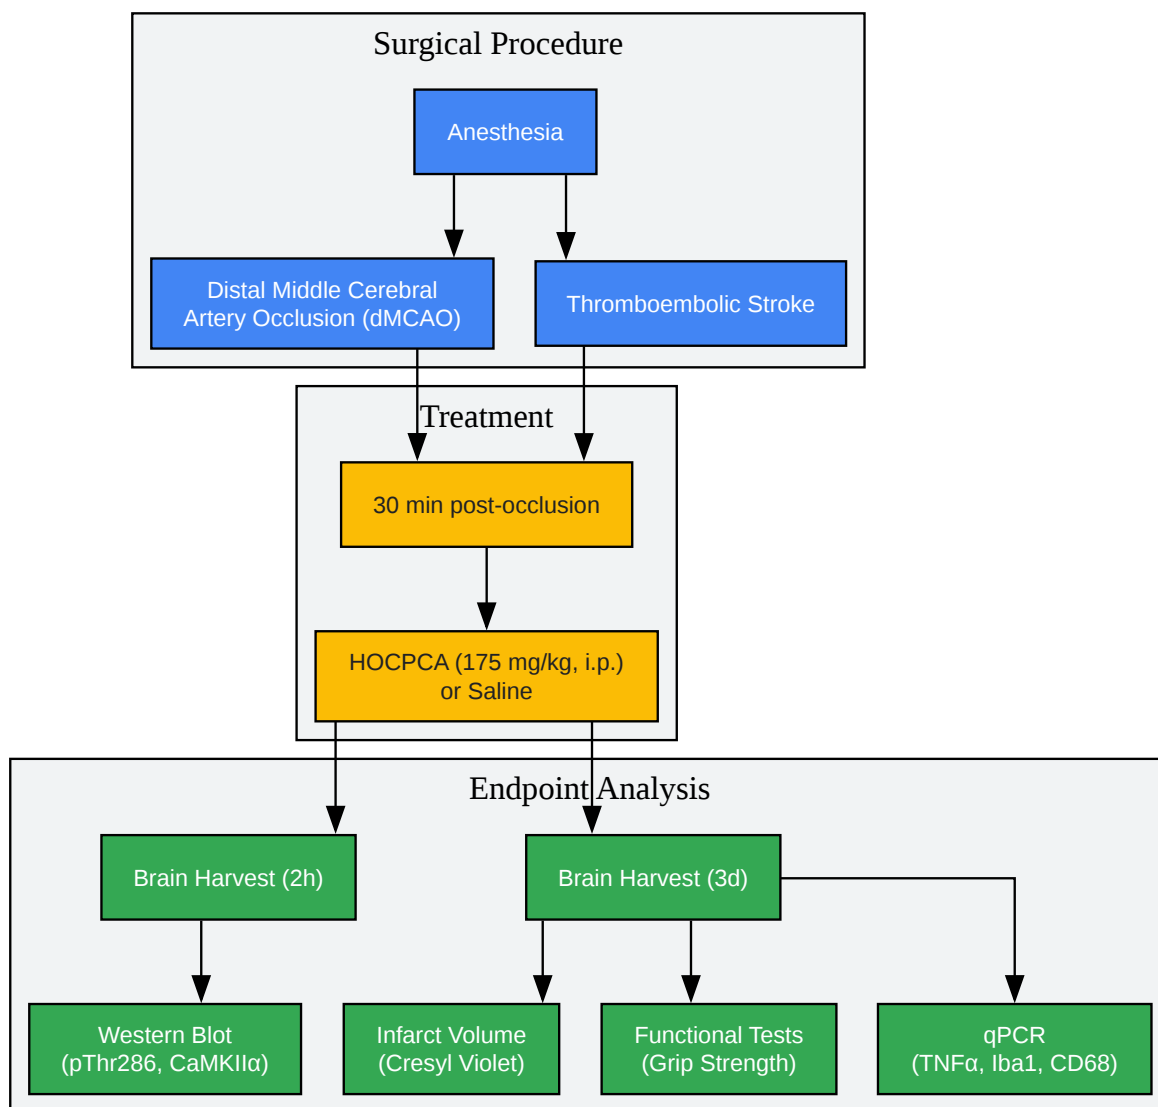 Surgical Procedure
Anesthesia
Distal Middle Cerebral
Artery Occlusion (dMCAO)
Thromboembolic Stroke
Treatment
30 min post-occlusion
HOCPCA (175 mg/kg, i.p.)
or Saline
Endpoint Analysis
Brain Harvest (2h)
Brain Harvest (3d)
Western Blot
(pThr286, CaMKIIα)
Infarct Volume
(Cresyl Violet)
Functional Tests
(Grip Strength)
qPCR
(TNFα, Iba1, CD68)